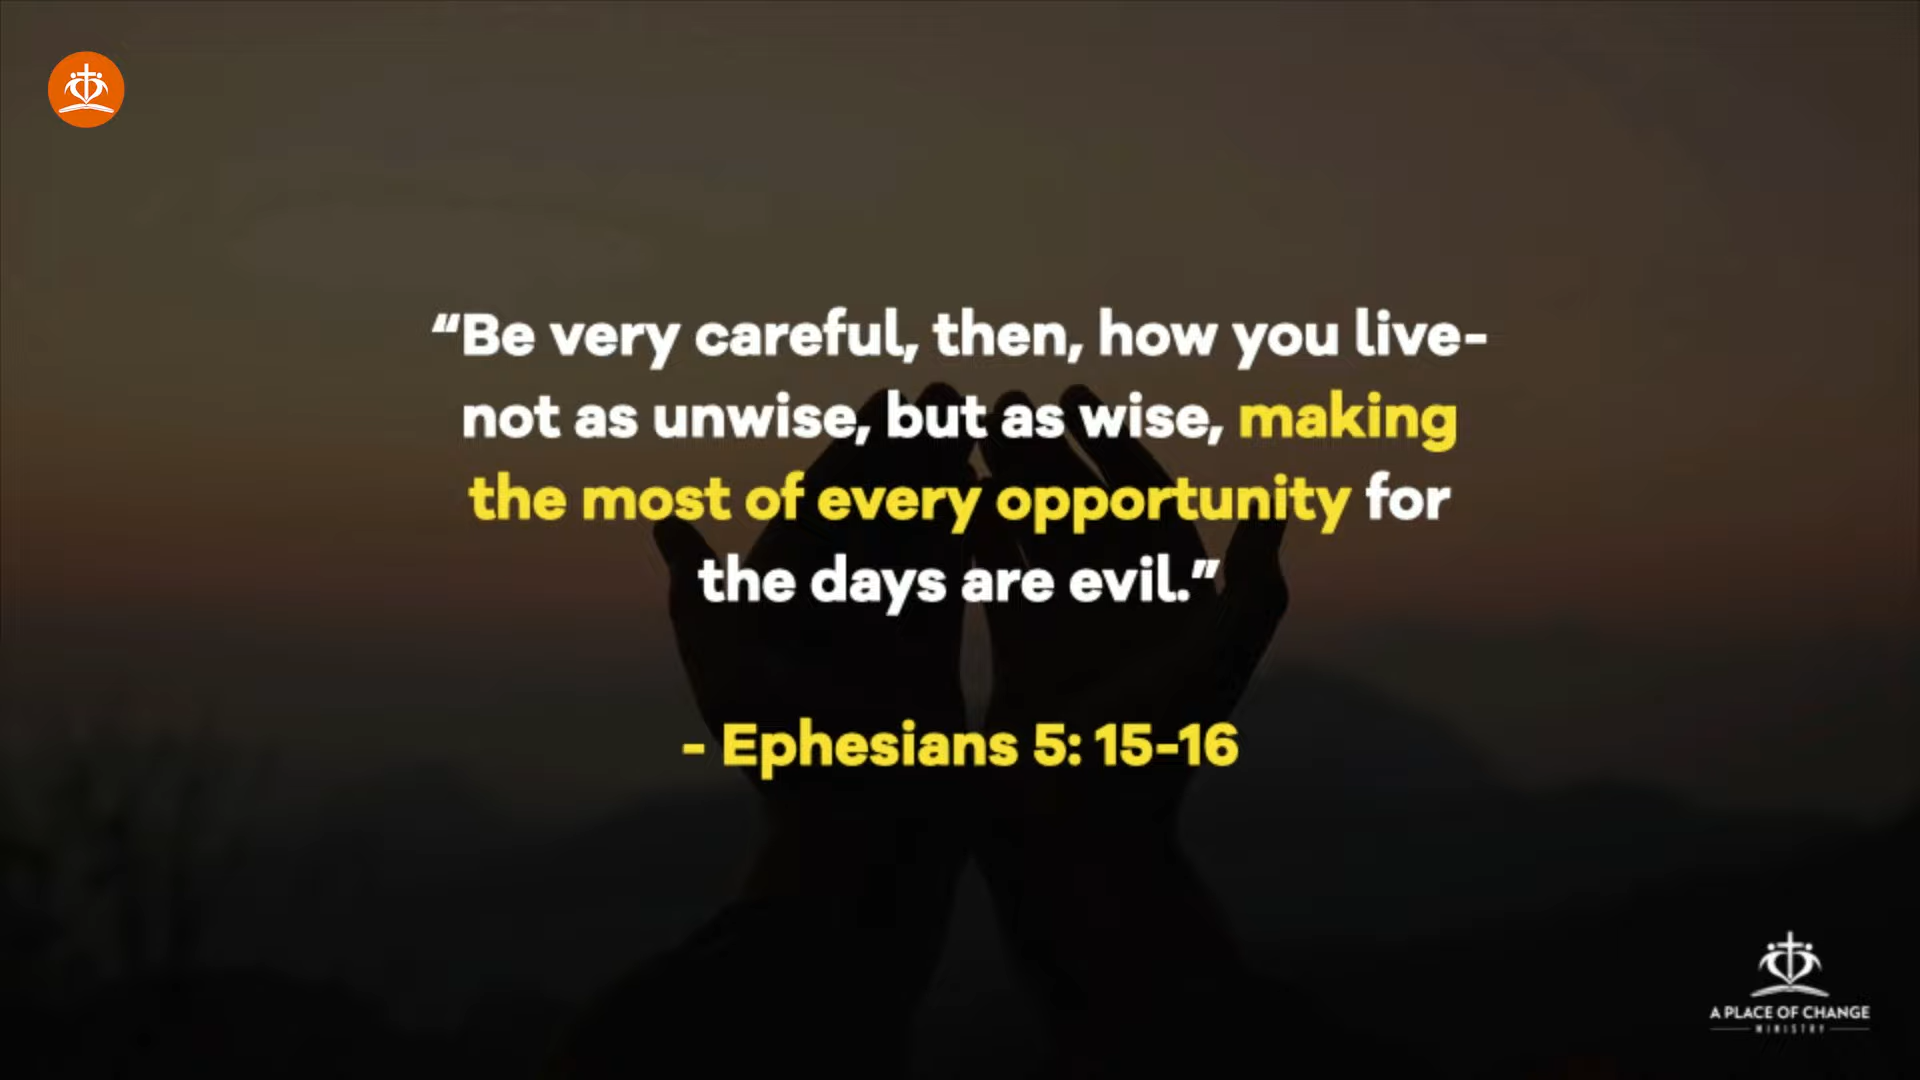 “Be very careful, then, how you live-
not as unwise, but as wise, making
the most of every opportunity for
the days are evil.”
- Ephesians 5: 15-16
A PLACE OF CHANGE
MINISTRY